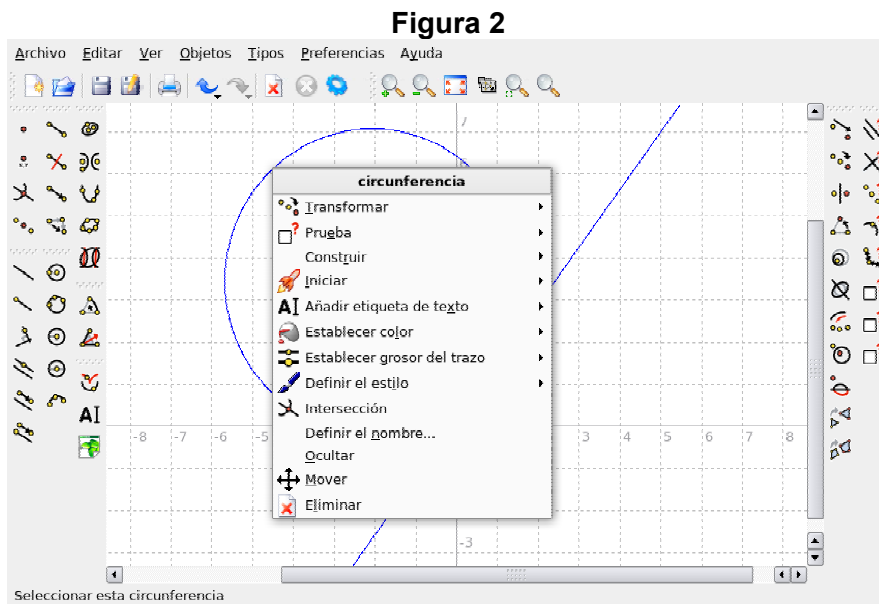 Figura 2
Archivo Editar Ver Objetos Tipos Preferencias Ayuda
7
circunferencia
Transformar
Prueba
Construir
Iniciar
Añadir etiqueta de texto
Establecer color
Establecer grosor del trazo
Definir el estilo
Intersección
Definir el nombre...
Ocultar
Mover
Eliminar
-8 -7 -6 -5 3 4 5 6 7 8
-3
AI
Seleccionar esta circunferencia